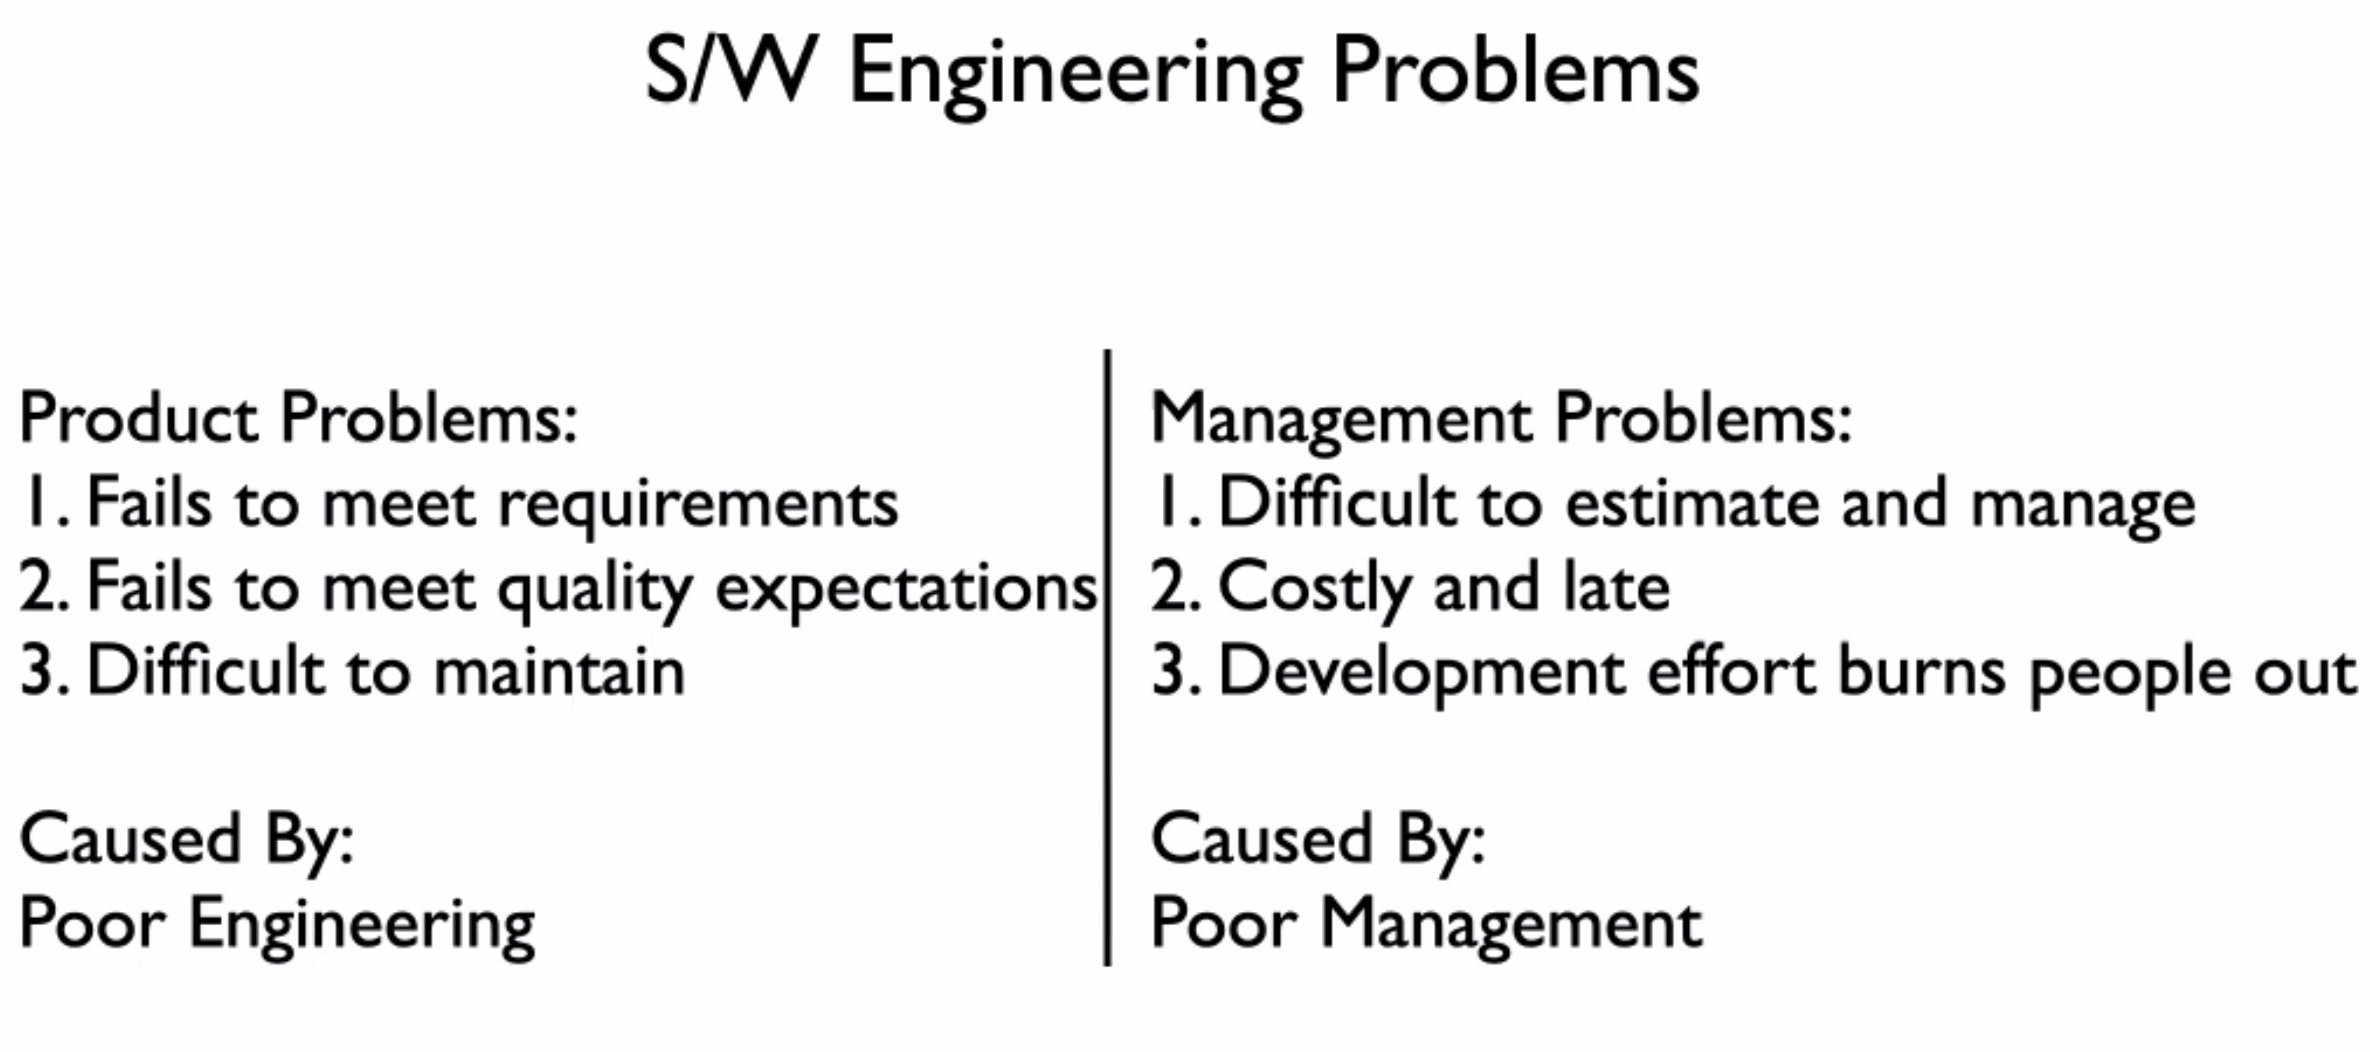 S/W Engineering Problems
Product Problems:
1. Fails to meet requirements
2. Fails to meet quality expectations
3. Difficult to maintain
Caused By:
Poor Engineering
Management Problems:
1. Difficult to estimate and manage
2. Costly and late
3. Development effort burns people out
Caused By:
Poor Management